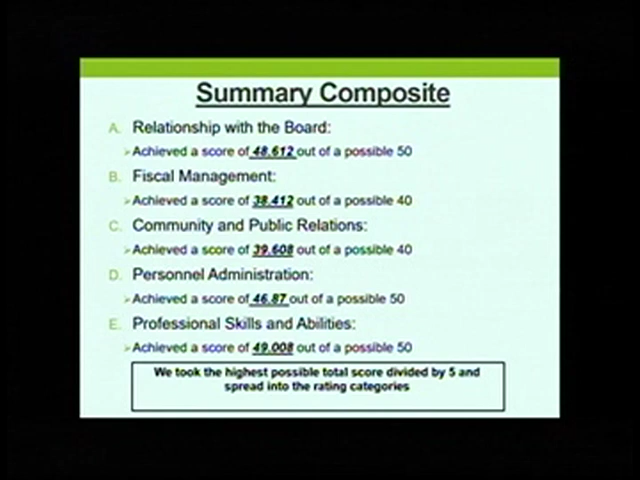 Summary Composite
A. Relationship with the Board:
➢Achieved a score of 48.612 out of a possible 50
B. Fiscal Management:
➢Achieved a score of 38.412 out of a possible 40
C. Community and Public Relations:
➢Achieved a score of 39.608 out of a possible 40
D. Personnel Administration:
➢Achieved a score of 46.87 out of a possible 50
E. Professional Skills and Abilities:
➢Achieved a score of 49.008 out of a possible 50
We took the highest possible total score divided by 5 and
spread into the rating categories